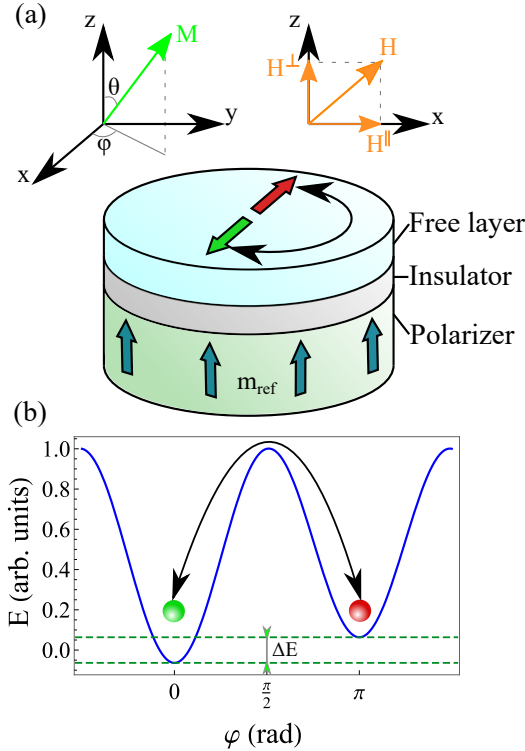 (a)
z
M
θ
y
φ
x
z
H⊥
H
x
H∥
Free layer
Insulator
Polarizer
m_ref
(b)
E (arb. units)
1.0
0.8
0.6
0.4
0.2
0.0
ΔE
0
π/2
π
φ (rad)